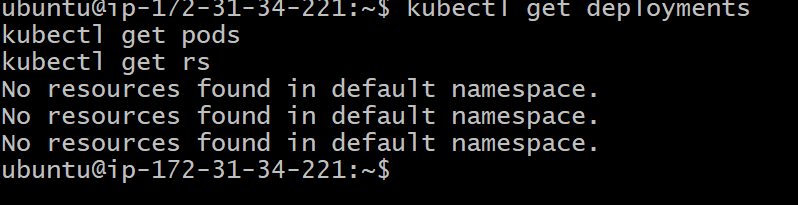 ubuntu@ip-172-31-34-221:~$ kubectl get deployments
kubectl get pods
kubectl get rs
No resources found in default namespace.
No resources found in default namespace.
No resources found in default namespace.
ubuntu@ip-172-31-34-221:~$